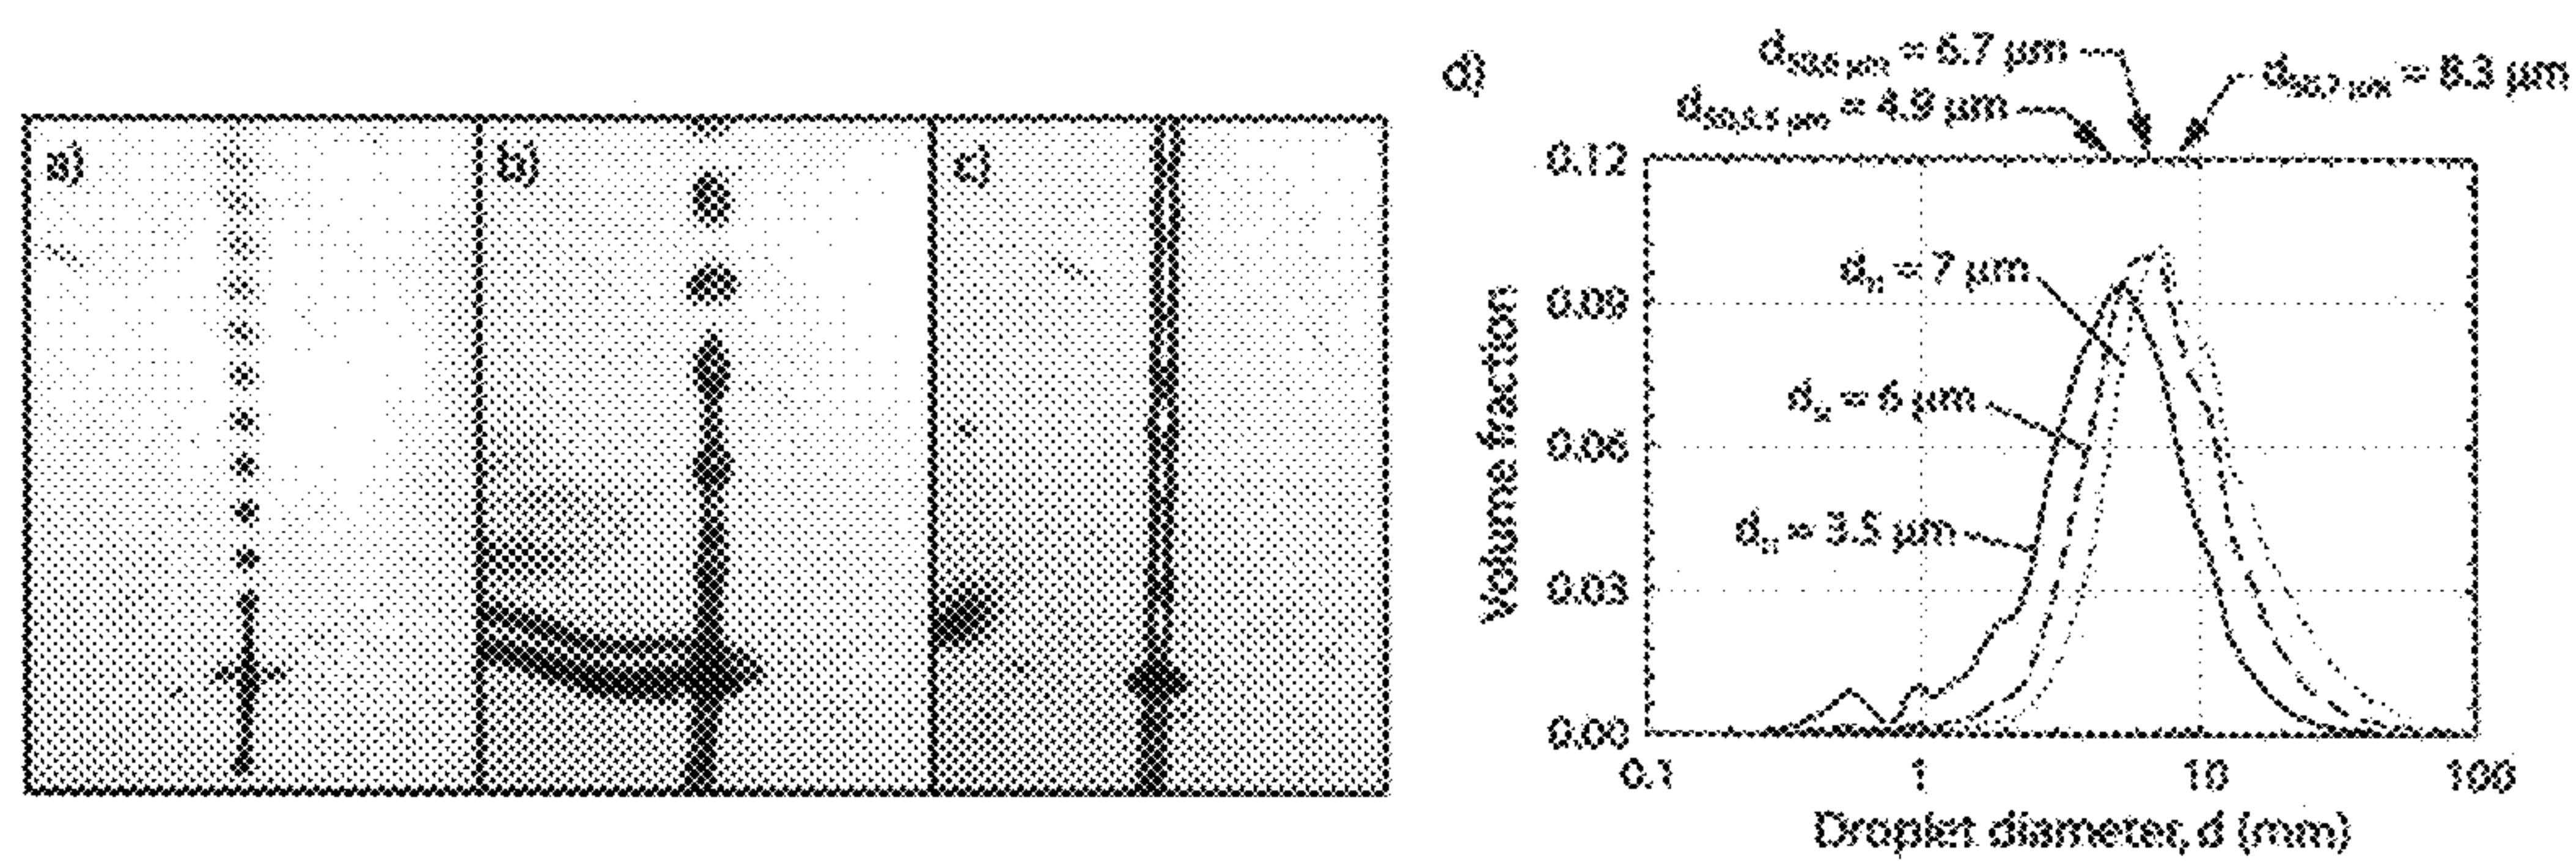 a)
b)
c)
d)
d50,6 μm = 6.7 μm
d50,7 μm = 8.3 μm
d50,3.5 μm = 4.9 μm
0.12
0.09
0.06
0.03
0.00
Volume fraction
dn = 7 μm
dn = 6 μm
dn = 3.5 μm
0.1
1
10
100
Droplet diameter, d (mm)